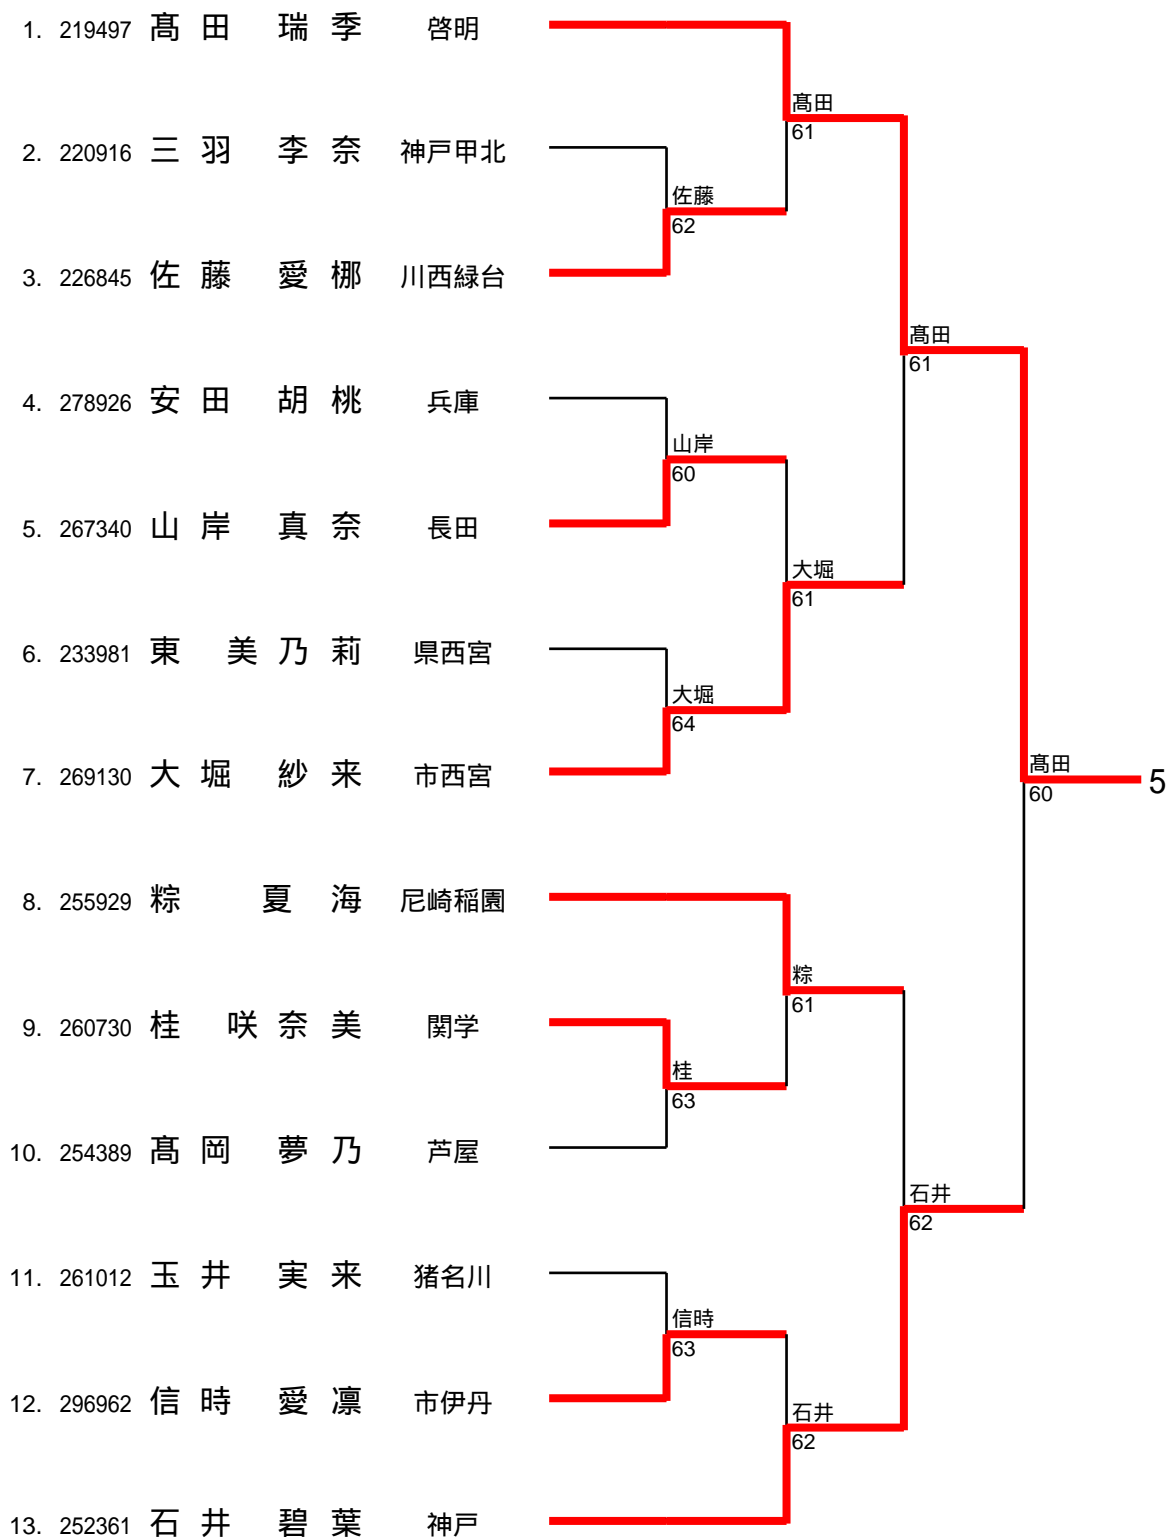 1. 219497 髙田 瑞季 啓明
髙田
61
2. 220916 三羽 李奈 神戸甲北
佐藤
62
3. 226845 佐藤 愛梛 川西緑台
髙田
61
4. 278926 安田 胡桃 兵庫
山岸
60
5. 267340 山岸 真奈 長田
大堀
61
6. 233981 東 美乃莉 県西宮
大堀
64
7. 269130 大堀 紗来 市西宮
髙田
60
5
8. 255929 粽 夏海 尼崎稲園
粽
61
9. 260730 桂 咲奈美 関学
桂
63
10. 254389 髙岡 夢乃 芦屋
石井
62
11. 261012 玉井 実来 猪名川
信時
63
12. 296962 信時 愛凛 市伊丹
石井
62
13. 252361 石井 碧葉 神戸